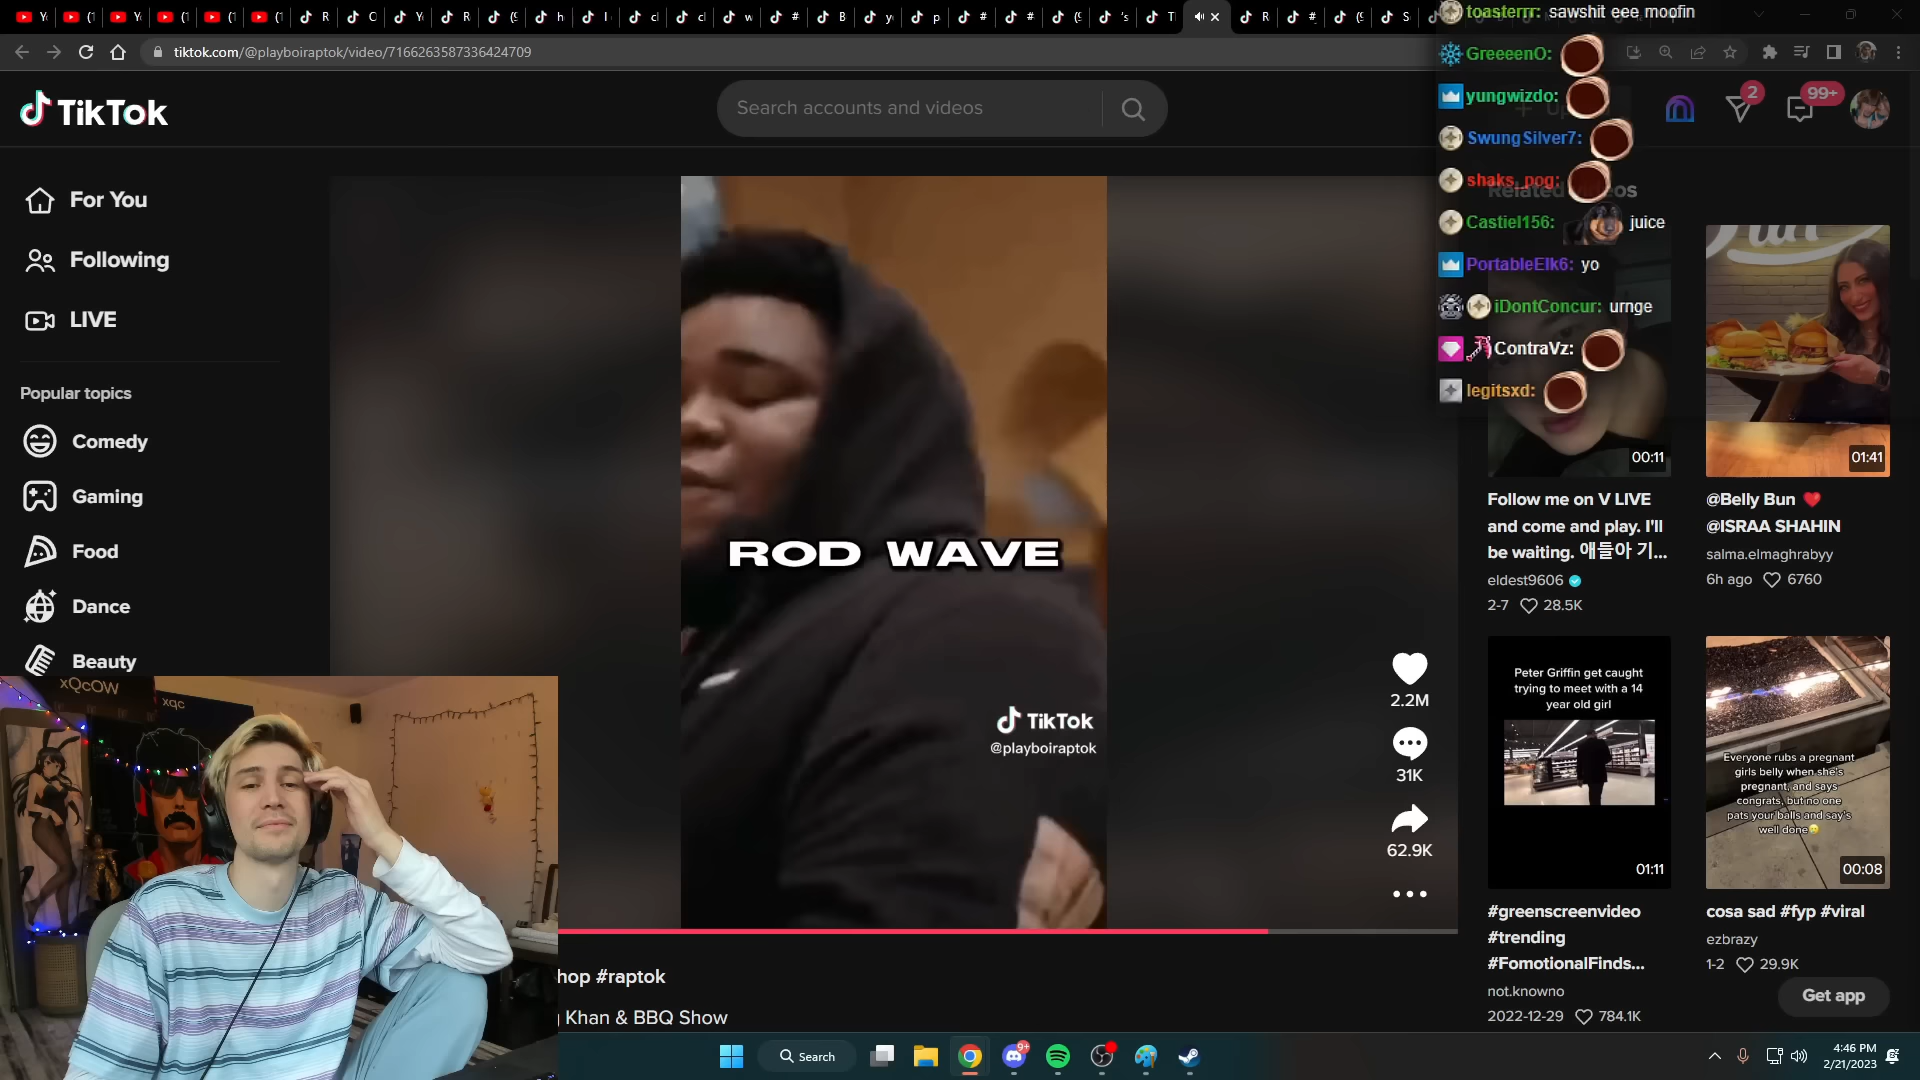 tiktok.com/@playboiraptok/video/7166263587336424709
TikTok
Search accounts and videos
2
99+
For You
Following
LIVE
Popular topics
Comedy
Gaming
Food
Dance
Beauty
ROD WAVE
TikTok
@playboiraptok
2.2M
31K
62.9K
hop #raptok
Khan & BBQ Show
toasterrr: sawshit eee moofin
GreeeenO:
yungwizdo:
SwungSilver7:
shaks_pog:
Castiel156: juice
PortableElk6: yo
iDontConcur: urnge
ContraVz:
legitsxd:
00:11
Follow me on V LIVE
and come and play. I'll
be waiting. 애들아 기...
eldest9606
2-7 28.5K
01:41
@Belly Bun ❤️
@ISRAA SHAHIN
salma.elmaghrabyy
6h ago 6760
Peter Griffin get caught
trying to meet with a 14
year old girl
01:11
#greenscreenvideo
#trending
#FomotionalFinds...
not.knowno
2022-12-29 784.1K
Everyone rubs a pregnant
girls belly when she's
pregnant, and says
congrats, but no one
pats your balls and say's
well done
00:08
cosa sad #fyp #viral
ezbrazy
1-2 29.9K
Get app
xQcOW
xqc
Search
9+
4:46 PM
2/21/2023